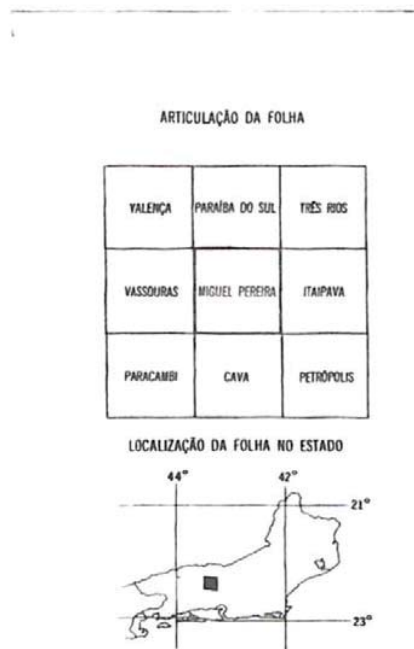 ARTICULAÇÃO DA FOLHA
VALENÇA PARAÍBA DO SUL TRÊS RIOS
VASSOURAS MIGUEL PEREIRA ITAIPAVA
PARACAMBI CAVA PETRÓPOLIS
LOCALIZAÇÃO DA FOLHA NO ESTADO
44° 42°
21°
23°